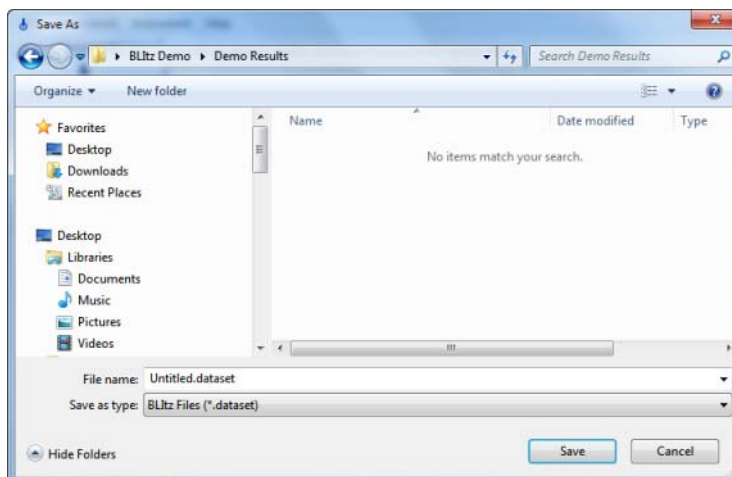 Save As
BLItz Demo Demo Results Search Demo Results
Organize New folder
Name Date modified Type
No items match your search.
Favorites
Desktop
Downloads
Recent Places
Desktop
Libraries
Documents
Music
Pictures
Videos
File name: Untitled.dataset
Save as type: BLItz Files (*.dataset)
Hide Folders Save Cancel